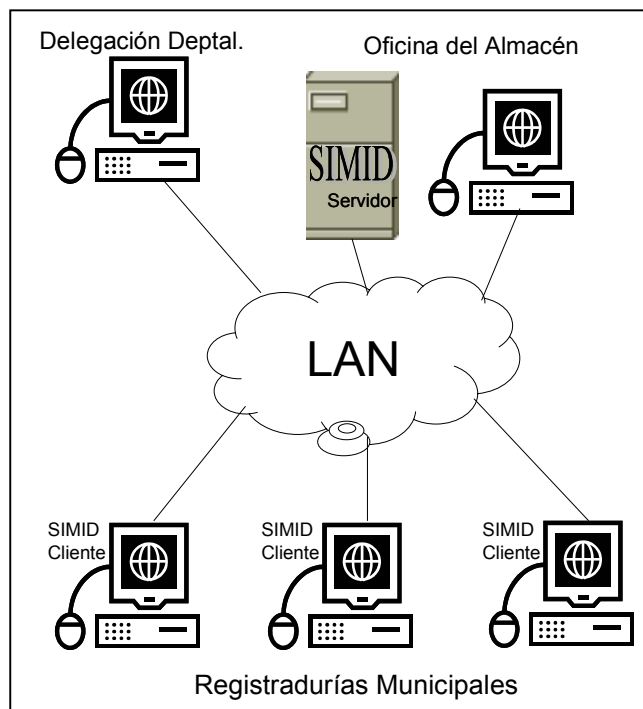 Delegación Deptal.
Oficina del Almacén
SIMID
Servidor
LAN
SIMID
Cliente
SIMID
Cliente
SIMID
Cliente
Registradurías Municipales